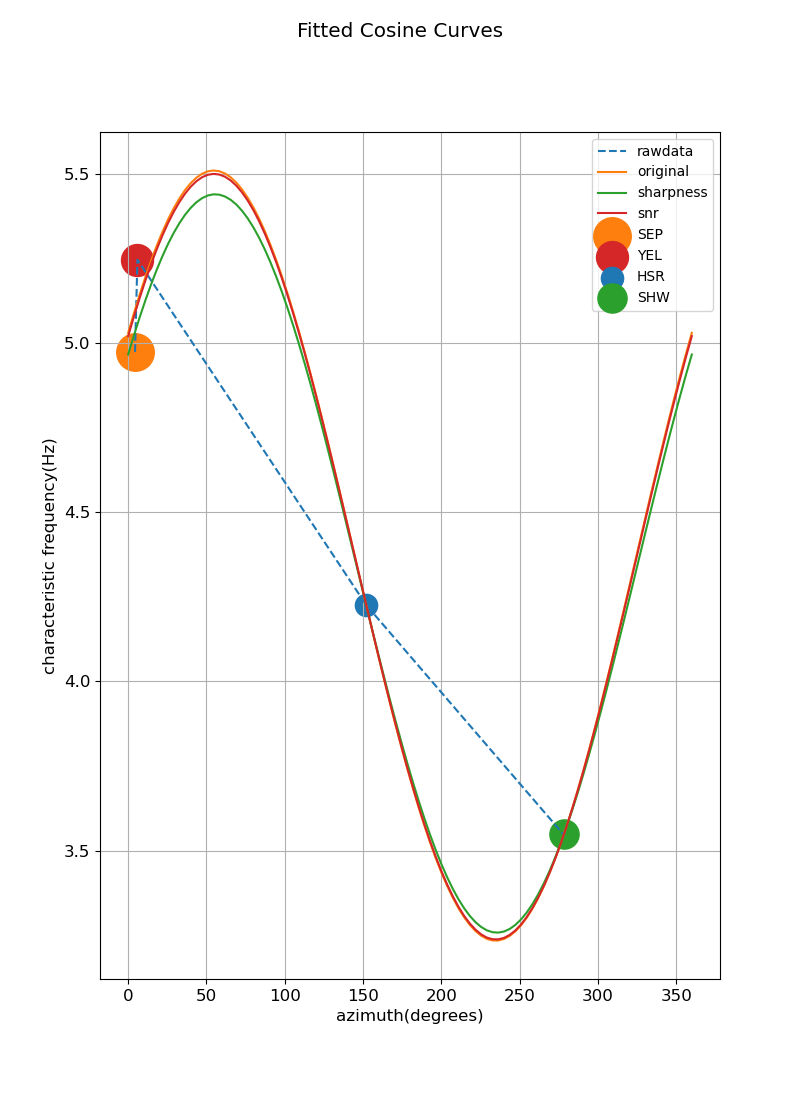 Fitted Cosine Curves
rawdata
original
sharpness
snr
SEP
YEL
HSR
SHW
5.5
5.0
4.5
4.0
3.5
characteristic frequency(Hz)
0 50 100 150 200 250 300 350
azimuth(degrees)